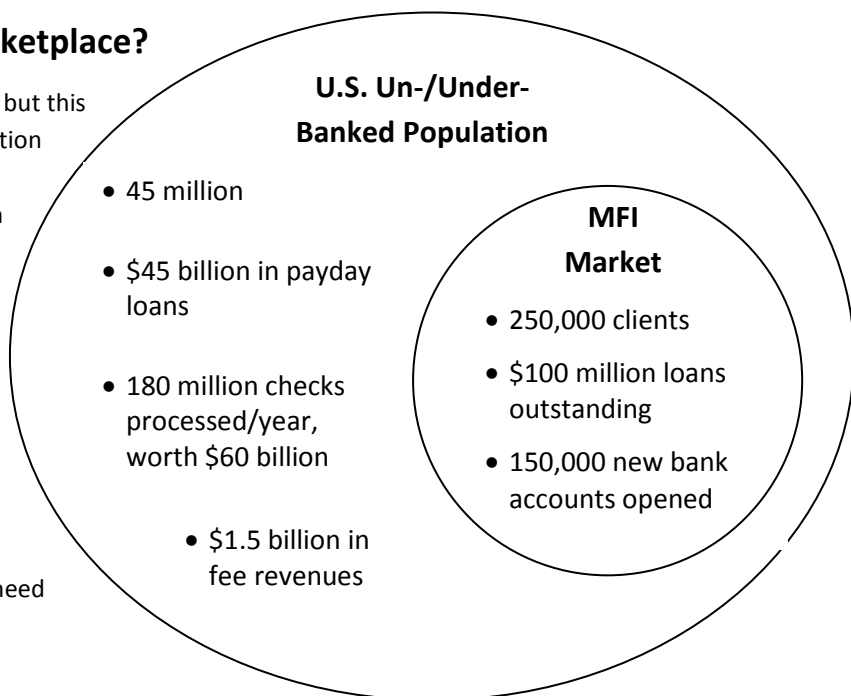 ketplace?
but this
tion
n
need
U.S. Un-/Under-
Banked Population
• 45 million
• $45 billion in payday
loans
• 180 million checks
processed/year,
worth $60 billion
• $1.5 billion in
fee revenues
MFI
Market
• 250,000 clients
• $100 million loans
outstanding
• 150,000 new bank
accounts opened